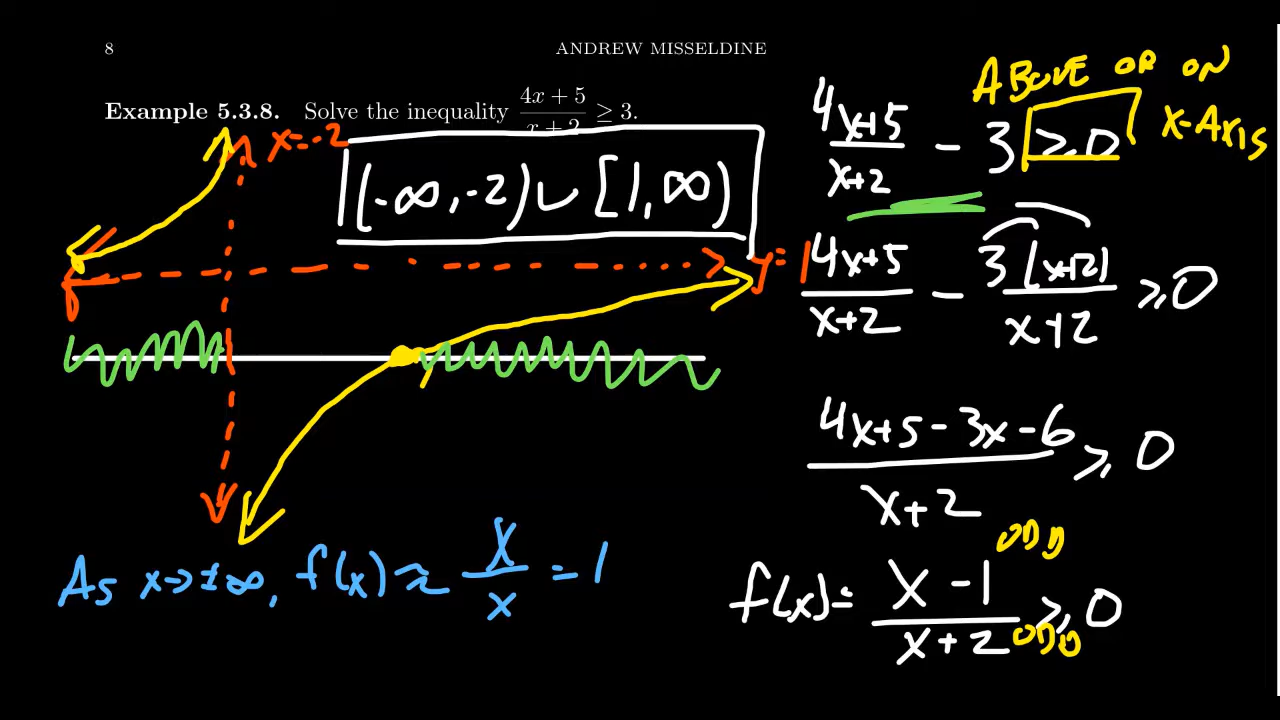 8
ANDREW MISSELDINE
Example 5.3.8. Solve the inequality (4x + 5)/(x + 2) ≥ 3.
x=-2
(-∞,-2) ∪ [1,∞)
y=1
As x→±∞, f(x) ≈ x/x = 1
ABOVE OR ON
X-AXIS
(4x+5)/(x+2) - 3 ≥ 0
(4x+5)/(x+2) - 3(x+2)/(x+2) ≥ 0
(4x+5-3x-6)/(x+2) ≥ 0
ODD
f(x)= (x-1)/(x+2) ≥ 0
ODD